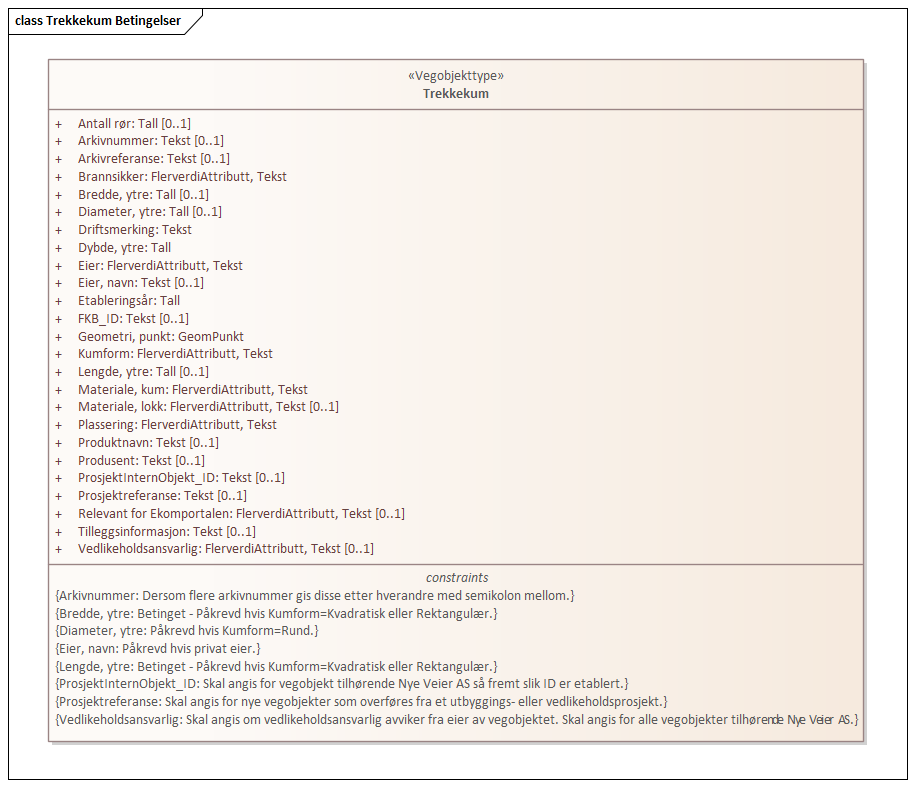 class Trekkekum Betingelser
«Vegobjekttype»
Trekkekum
+ Antall rør: Tall [0..1]
+ Arkivnummer: Tekst [0..1]
+ Arkivreferanse: Tekst [0..1]
+ Brannsikker: FlerverdiAttributt, Tekst
+ Bredde, ytre: Tall [0..1]
+ Diameter, ytre: Tall [0..1]
+ Driftsmerking: Tekst
+ Dybde, ytre: Tall
+ Eier: FlerverdiAttributt, Tekst
+ Eier, navn: Tekst [0..1]
+ Etableringsår: Tall
+ FKB_ID: Tekst [0..1]
+ Geometri, punkt: GeomPunkt
+ Kumform: FlerverdiAttributt, Tekst
+ Lengde, ytre: Tall [0..1]
+ Materiale, kum: FlerverdiAttributt, Tekst
+ Materiale, lokk: FlerverdiAttributt, Tekst [0..1]
+ Plassering: FlerverdiAttributt, Tekst
+ Produktnavn: Tekst [0..1]
+ Produsent: Tekst [0..1]
+ ProsjektInternObjekt_ID: Tekst [0..1]
+ Prosjektreferanse: Tekst [0..1]
+ Relevant for Ekomportalen: FlerverdiAttributt, Tekst [0..1]
+ Tilleggsinformasjon: Tekst [0..1]
+ Vedlikeholdsansvarlig: FlerverdiAttributt, Tekst [0..1]
constraints
{Arkivnummer: Dersom flere arkivnummer gis disse etter hverandre med semikolon mellom.}
{Bredde, ytre: Betinget - Påkrevd hvis Kumform=Kvadratisk eller Rektangulær.}
{Diameter, ytre: Påkrevd hvis Kumform=Rund.}
{Eier, navn: Påkrevd hvis privat eier.}
{Lengde, ytre: Betinget - Påkrevd hvis Kumform=Kvadratisk eller Rektangulær.}
{ProsjektInternObjekt_ID: Skal angis for vegobjekt tilhørende Nye Veier AS så fremt slik ID er etablert.}
{Prosjektreferanse: Skal angis for nye vegobjekter som overføres fra et utbyggings- eller vedlikeholdsprosjekt.}
{Vedlikeholdsansvarlig: Skal angis om vedlikeholdsansvarlig avviker fra eier av vegobjektet. Skal angis for alle vegobjekter tilhørende Nye Veier AS.}